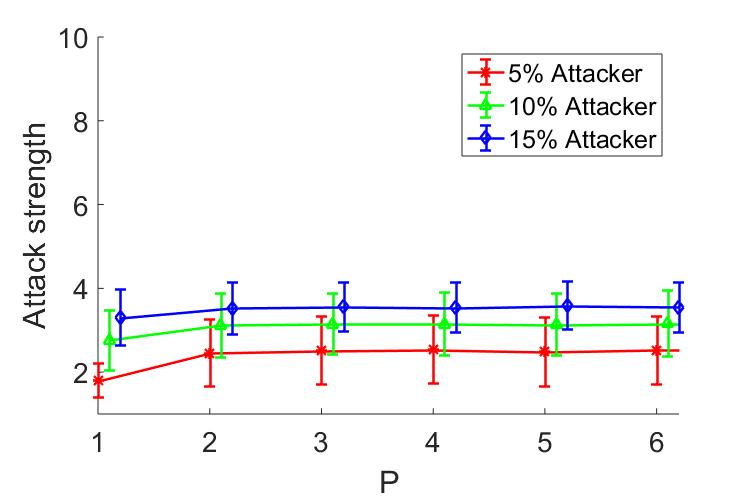 10
8
6
4
2
Attack strength
5% Attacker
10% Attacker
15% Attacker
1 2 3 4 5 6
P